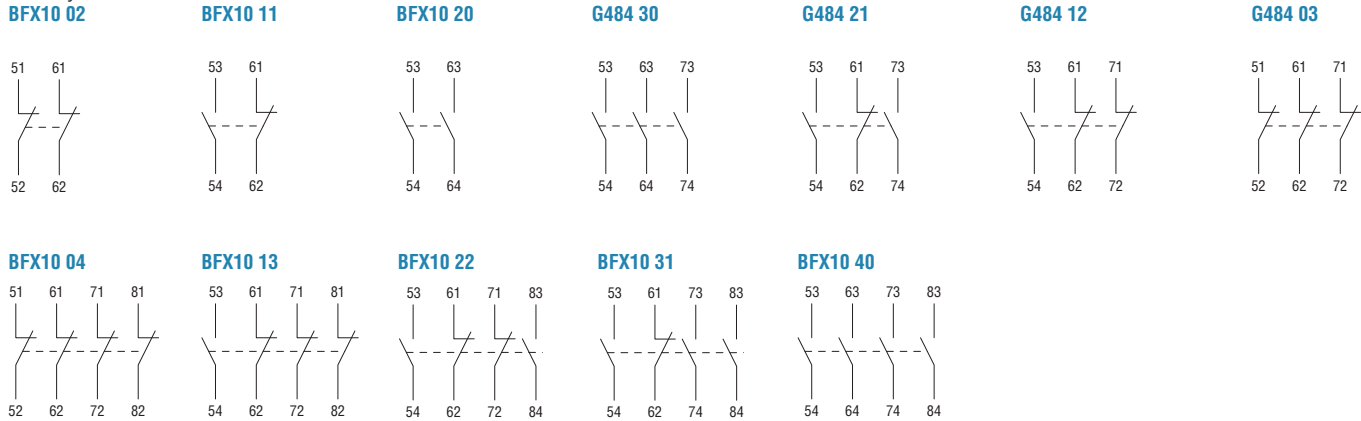 BFX10 02 BFX10 11 BFX10 20 G484 30 G484 21 G484 12 G484 03
51 61 53 61 53 63 53 63 73 53 61 73 53 61 71 51 61 71
52 62 54 62 54 64 54 64 74 54 62 74 54 62 72 52 62 72
BFX10 04 BFX10 13 BFX10 22 BFX10 31 BFX10 40
51 61 71 81 53 61 71 81 53 61 71 83 53 61 73 83 53 63 73 83
52 62 72 82 54 62 72 82 54 62 72 84 54 62 74 84 54 64 74 84